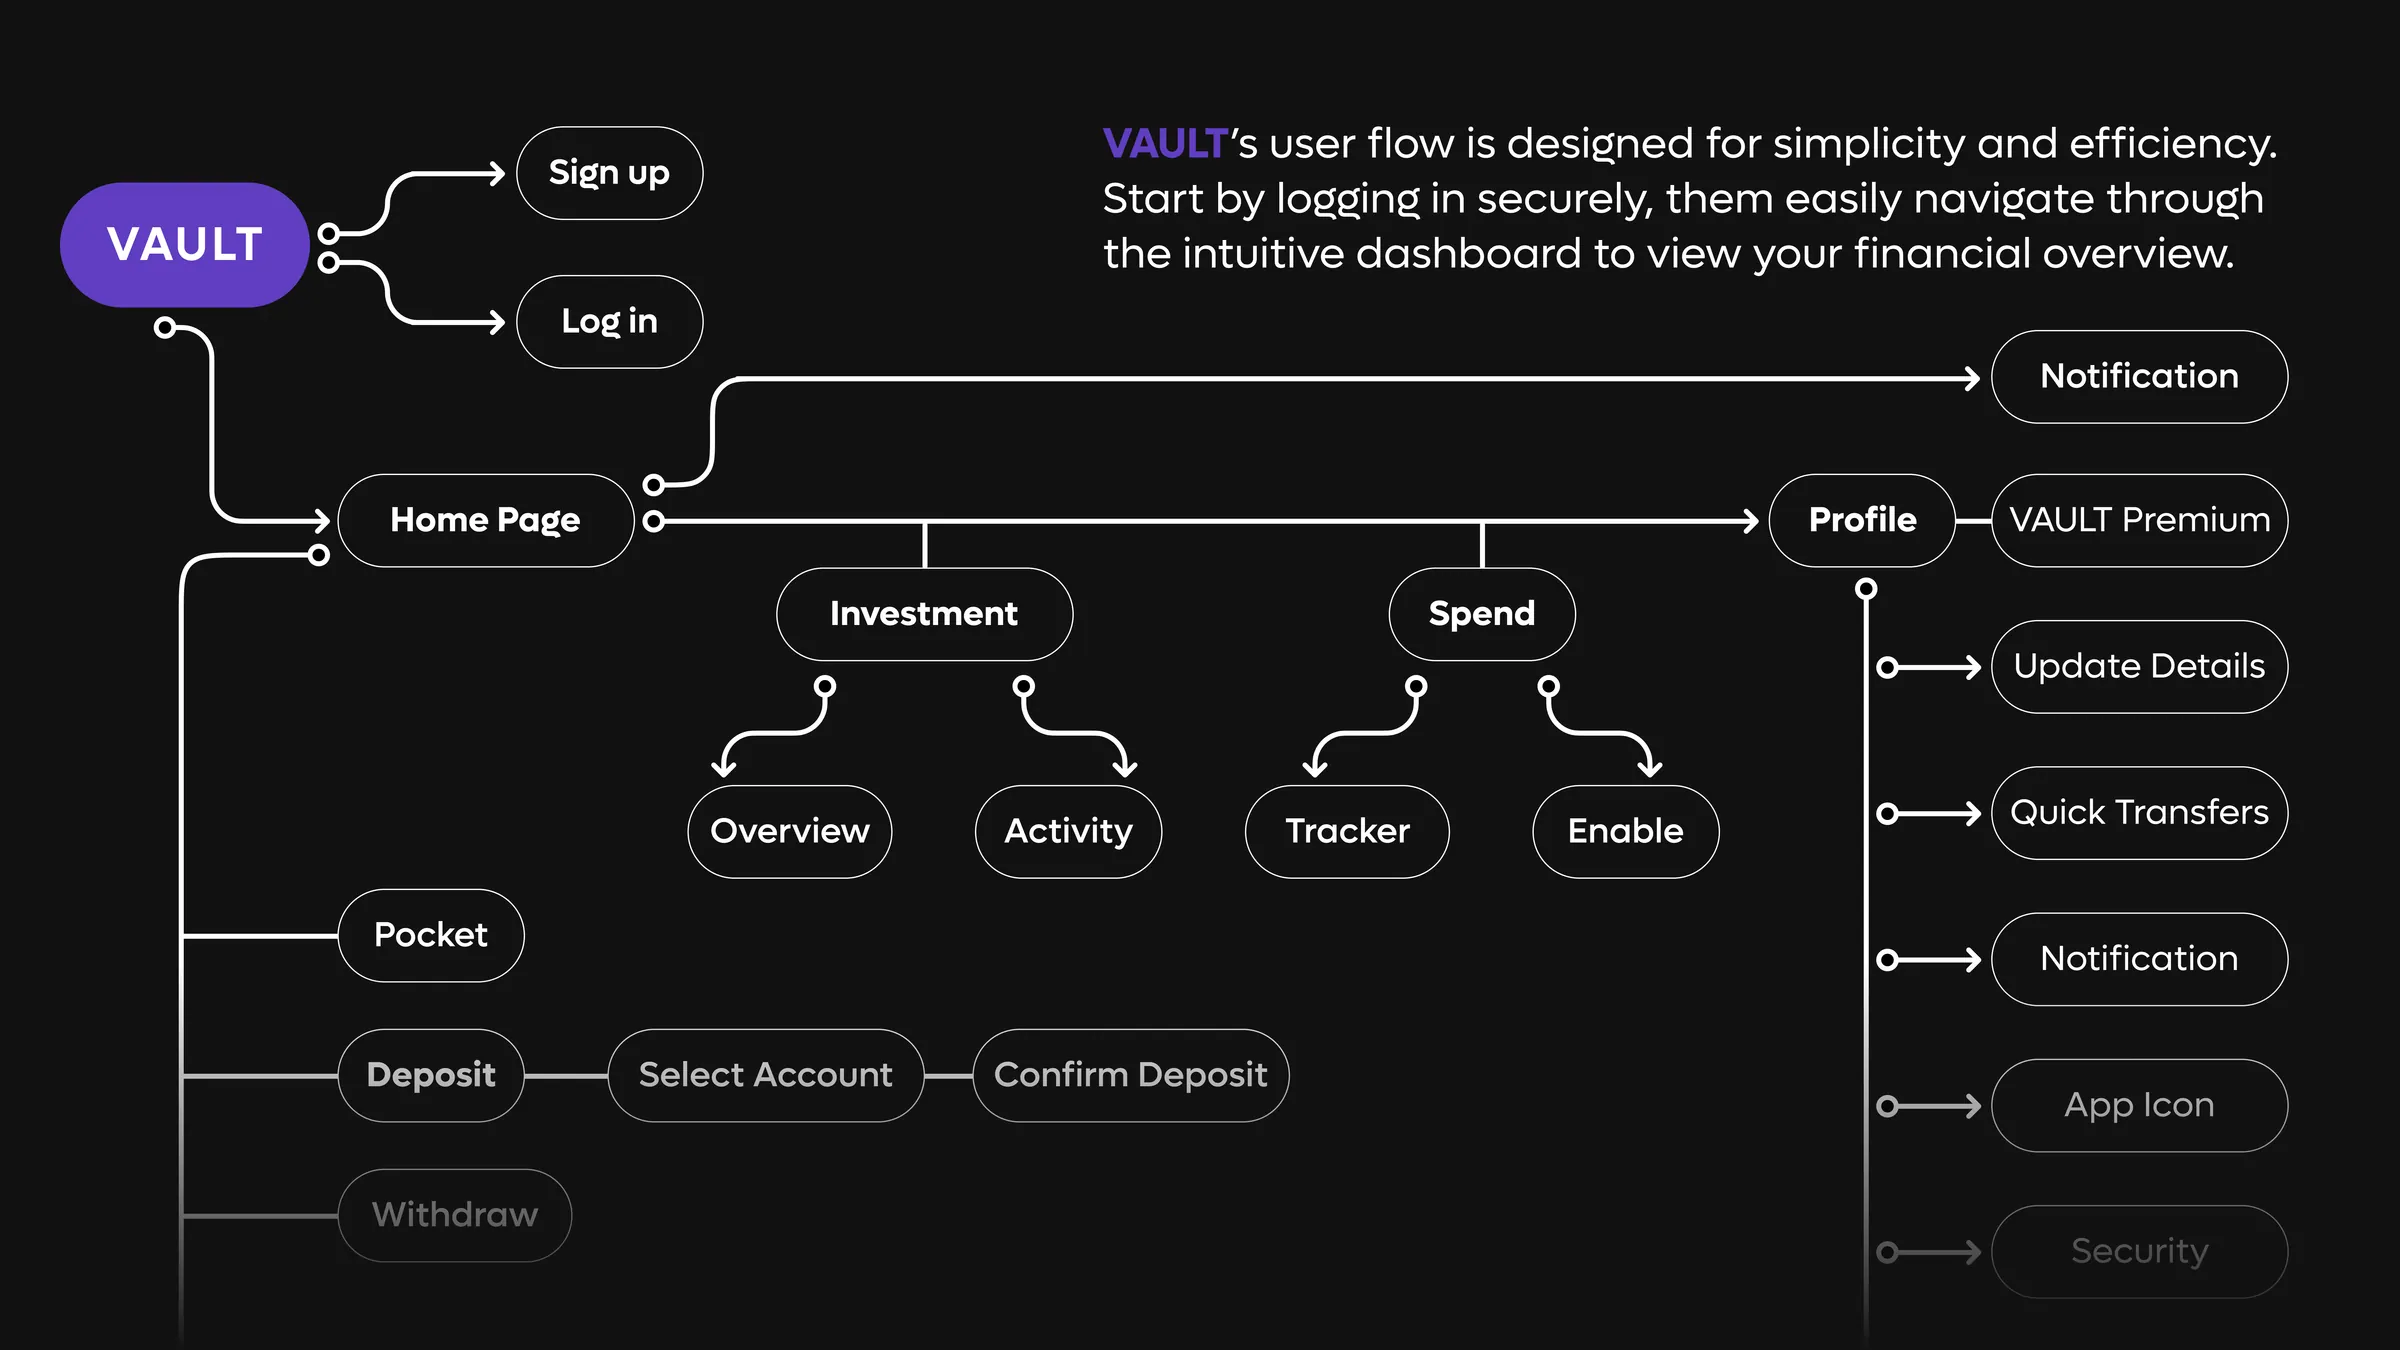 VAULT
Sign up
Log in
VAULT's user flow is designed for simplicity and efficiency.
Start by logging in securely, them easily navigate through
the intuitive dashboard to view your financial overview.
Notification
Home Page
Profile
VAULT Premium
Investment
Spend
Update Details
Overview
Activity
Tracker
Enable
Quick Transfers
Pocket
Notification
Deposit
Select Account
Confirm Deposit
App Icon
Withdraw
Security